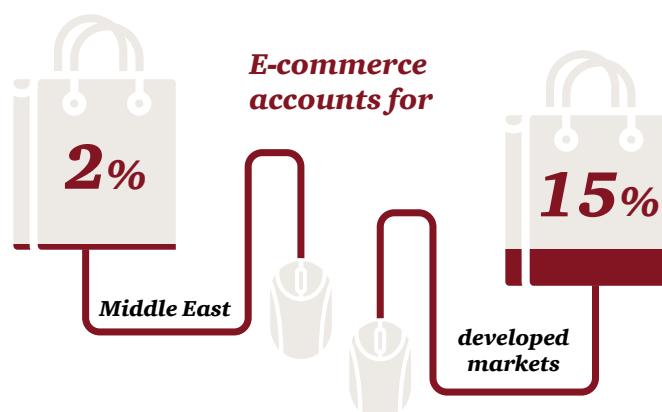 E-commerce
accounts for
2%
15%
Middle East
developed
markets